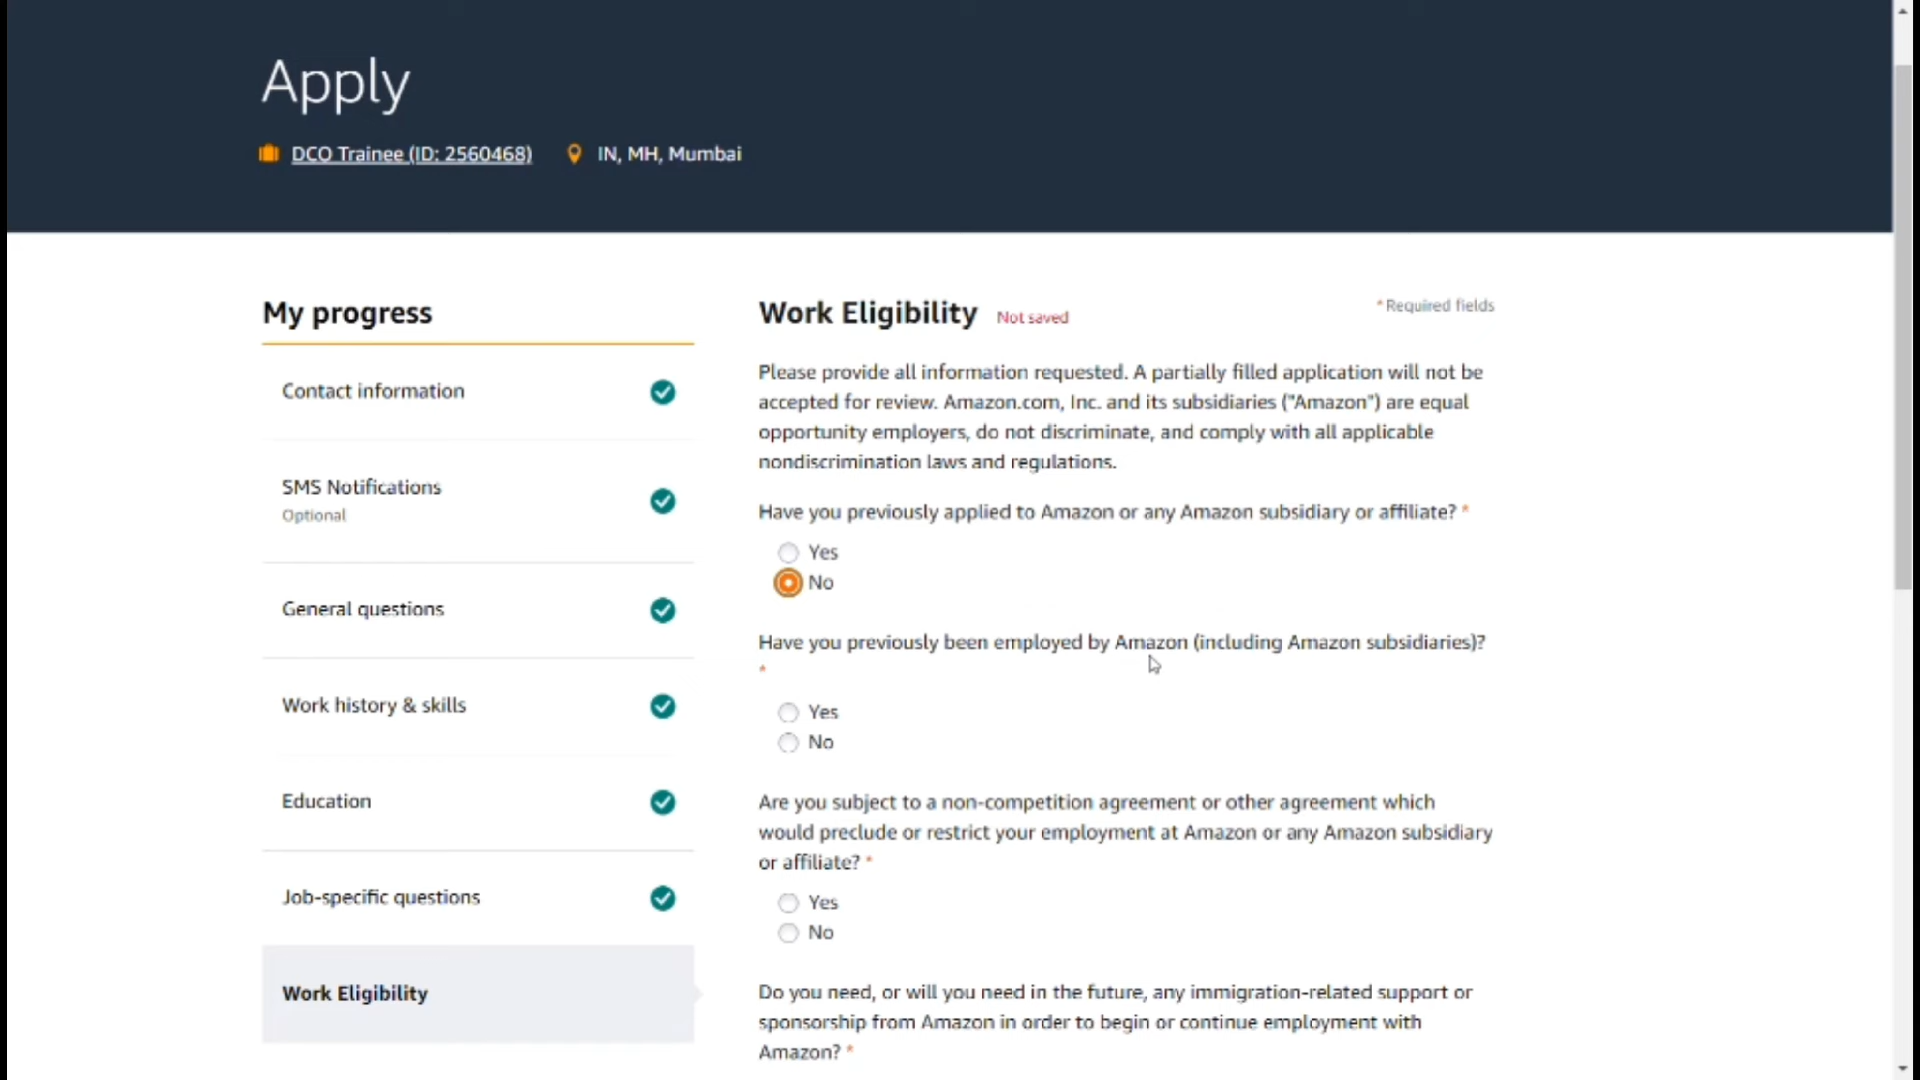 Apply
DCO Trainee (ID: 2560468) IN, MH, Mumbai
My progress
Contact information
SMS Notifications
Optional
General questions
Work history & skills
Education
Job-specific questions
Work Eligibility
Work Eligibility Not saved * Required fields
Please provide all information requested. A partially filled application will not be
accepted for review. Amazon.com, Inc. and its subsidiaries ("Amazon") are equal
opportunity employers, do not discriminate, and comply with all applicable
nondiscrimination laws and regulations.
Have you previously applied to Amazon or any Amazon subsidiary or affiliate? *
Yes
No
Have you previously been employed by Amazon (including Amazon subsidiaries)?
*
Yes
No
Are you subject to a non-competition agreement or other agreement which
would preclude or restrict your employment at Amazon or any Amazon subsidiary
or affiliate? *
Yes
No
Do you need, or will you need in the future, any immigration-related support or
sponsorship from Amazon in order to begin or continue employment with
Amazon? *